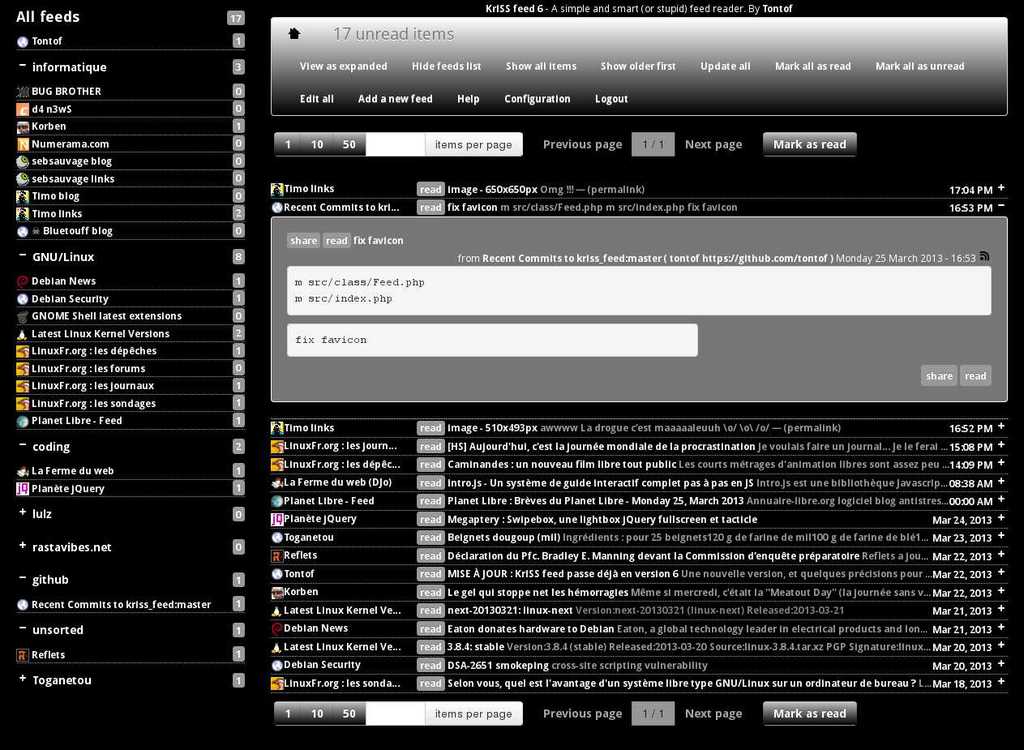 KrISS feed 6 - A simple and smart (or stupid) feed reader. By Tontof
All feeds 17
Tontof 1
− informatique 3
BUG BROTHER 0
d4 n3wS 0
Korben 1
Numerama.com 0
sebsauvage blog 0
sebsauvage links 0
Timo blog 0
Timo links 2
☠ Bluetouff blog 0
− GNU/Linux 8
Debian News 1
Debian Security 1
GNOME Shell latest extensions 0
Latest Linux Kernel Versions 2
LinuxFr.org : les dépêches 1
LinuxFr.org : les forums 0
LinuxFr.org : les journaux 1
LinuxFr.org : les sondages 1
Planet Libre - Feed 1
− coding 2
La Ferme du web 1
Planète jQuery 1
+ lulz 0
+ rastavibes.net 0
− github 1
Recent Commits to kriss_feed:master 1
− unsorted 1
Reflets 1
+ Toganetou 1
17 unread items
View as expanded Hide feeds list Show all items Show older first Update all Mark all as read Mark all as unread
Edit all Add a new feed Help Configuration Logout
1 10 50 items per page Previous page 1 / 1 Next page Mark as read
Timo links read Image - 650x650px Omg !!! — (permalink) 17:04 PM +
Recent Commits to kri... read fix favicon m src/class/Feed.php m src/index.php fix favicon 16:53 PM −
share read fix favicon
from Recent Commits to kriss_feed:master ( tontof https://github.com/tontof ) Monday 25 March 2013 - 16:53
m src/class/Feed.php
m src/index.php
fix favicon
share read
Timo links read Image - 510x493px awwwww La drogue c'est maaaaaleuuh \o/ \o\ /o/ — (permalink) 16:52 PM +
LinuxFr.org : les journ... read [HS] Aujourd'hui, c'est la journée mondiale de la procrastination Je voulais faire un journal... Je le ferai ... 15:08 PM +
LinuxFr.org : les dépêc... read Caminandes : un nouveau film libre tout public Les courts métrages d'animation libres sont assez peu ... 14:09 PM +
La Ferme du web (DJo) read Intro.js - Un système de guide interactif complet pas à pas en JS Intro.js est une bibliothèque Javascrip... 08:38 AM +
Planet Libre - Feed read Planet Libre : Brèves du Planet Libre - Monday 25, March 2013 Annuaire-libre.org logiciel blog antistres... 00:00 AM +
Planète jQuery read Megaptery : Swipebox, une lightbox jQuery fullscreen et tacticle Mar 24, 2013 +
Toganetou read Beignets dougoup (mil) Ingrédients : pour 25 beignets120 g de farine de mil100 g de farine de blé1... Mar 23, 2013 +
Reflets read Déclaration du Pfc. Bradley E. Manning devant la Commission d'enquête préparatoire Reflets a jou... Mar 22, 2013 +
Tontof read MISE À JOUR : KrISS feed passe déjà en version 6 Une nouvelle version, et quelques précisions pour ... Mar 22, 2013 +
Korben read Le gel qui stoppe net les hémorragies Même si mercredi, c'était la "Meatout Day" (la journée sans v... Mar 22, 2013 +
Latest Linux Kernel Ve... read next-20130321: linux-next Version:next-20130321 (linux-next) Released:2013-03-21 Mar 21, 2013 +
Debian News read Eaton donates hardware to Debian Eaton, a global technology leader in electrical products and lon... Mar 21, 2013 +
Latest Linux Kernel Ve... read 3.8.4: stable Version:3.8.4 (stable) Released:2013-03-20 Source:linux-3.8.4.tar.xz PGP Signature:linux... Mar 20, 2013 +
Debian Security read DSA-2651 smokeping cross-site scripting vulnerability Mar 20, 2013 +
LinuxFr.org : les sonda... read Selon vous, quel est l'avantage d'un système libre type GNU/Linux sur un ordinateur de bureau ? L... Mar 18, 2013 +
1 10 50 items per page Previous page 1 / 1 Next page Mark as read